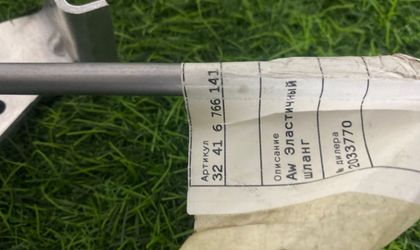 Артикул
32 41 6 766 141
Описание
Aw Эластичный
шланг
№ дилера
2033770